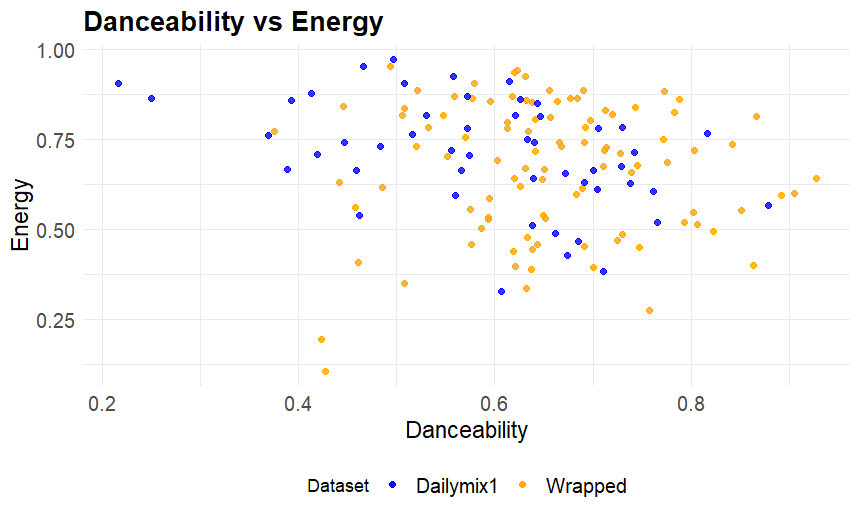 Danceability vs Energy
1.00
0.75
0.50
0.25
Energy
0.2 0.4 0.6 0.8
Danceability
Dataset Dailymix1 Wrapped